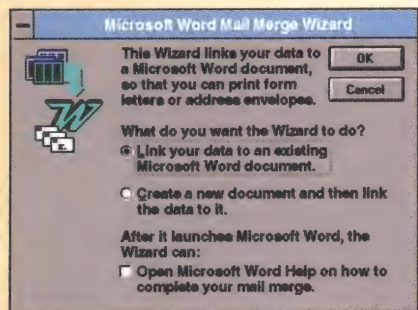 Microsoft Word Mail Merge Wizard
This Wizard links your data to
a Microsoft Word document,
so that you can print form
letters or address envelopes.
OK
Cancel
What do you want the Wizard to do?
Link your data to an existing
Microsoft Word document.
Create a new document and then link
the data to it.
After it launches Microsoft Word, the
Wizard can:
Open Microsoft Word Help on how to
complete your mail merge.